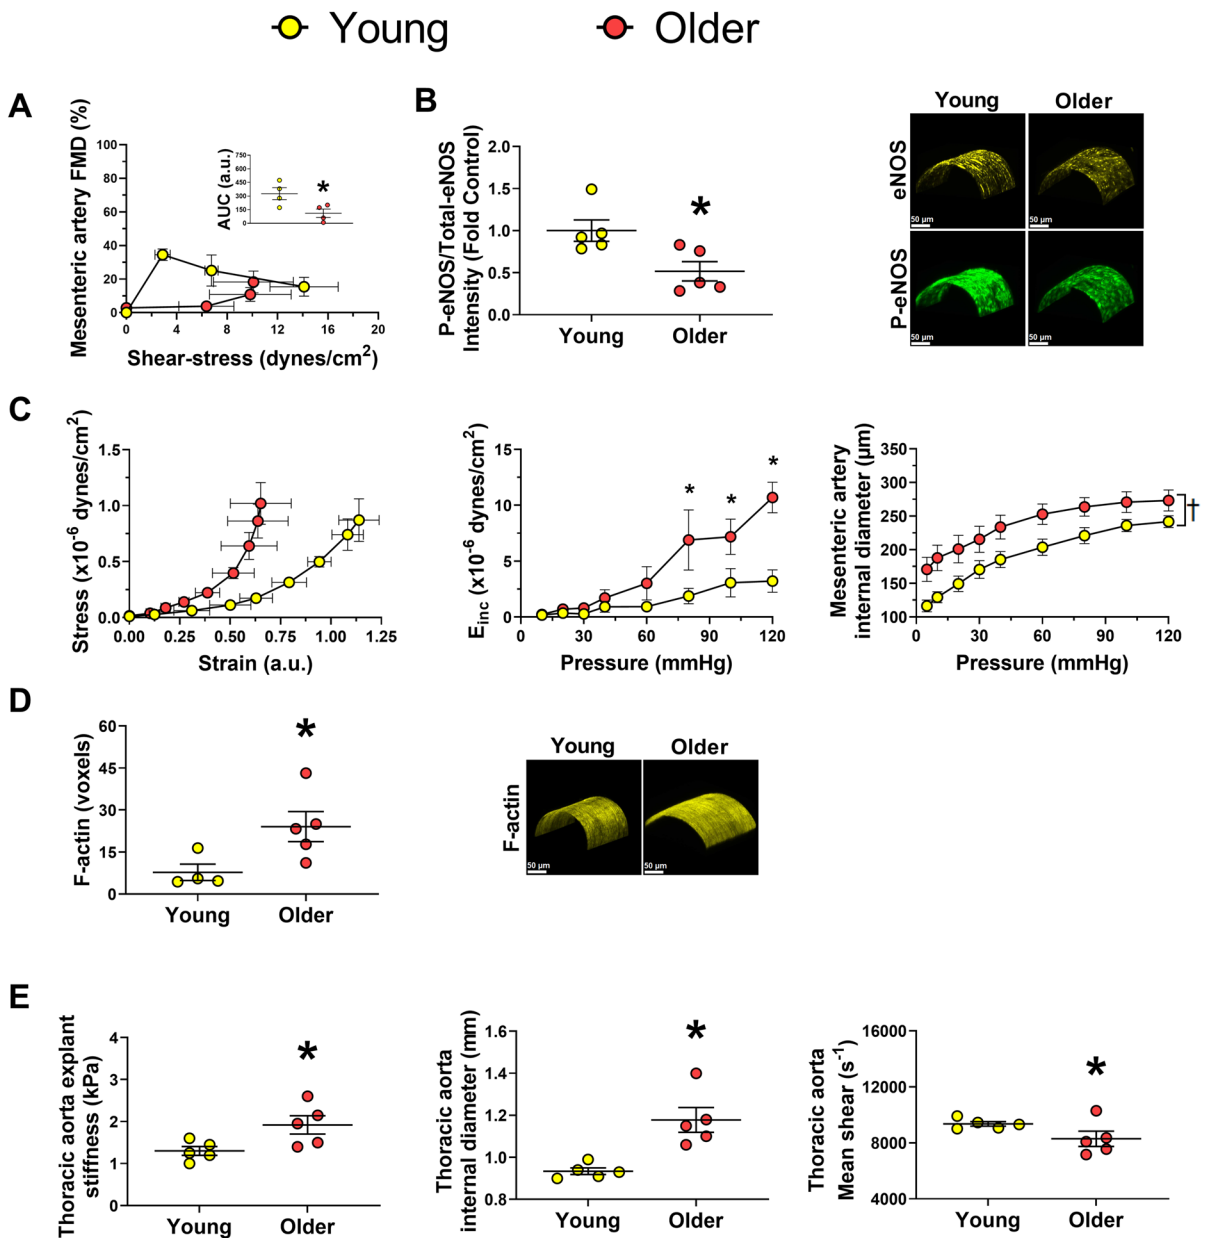 Young Older
A
Mesenteric artery FMD (%)
100
80
60
40
20
0
0 4 8 12 16 20
Shear-stress (dynes/cm²)
AUC (a.u.)
750
600
450
300
150
0
*
B
P-eNOS/Total-eNOS
Intensity (Fold Control)
2.0
1.5
1.0
0.5
0.0
*
Young Older
Young Older
eNOS
50 µm 50 µm
P-eNOS
50 µm 50 µm
C
Stress (x10⁻⁶ dynes/cm²)
1.5
1.0
0.5
0.0
0.00 0.25 0.50 0.75 1.00 1.25
Strain (a.u.)
E_inc (x10⁻⁶ dynes/cm²)
15
10
5
0
* * *
0 30 60 90 120
Pressure (mmHg)
Mesenteric artery
internal diameter (µm)
350
300
250
200
150
100
†
0 30 60 90 120
Pressure (mmHg)
D
F-actin (voxels)
60
45
30
15
0
*
Young Older
Young Older
F-actin
50 µm 50 µm
E
Thoracic aorta explant
stiffness (kPa)
4
3
2
1
0
*
Young Older
Thoracic aorta
internal diameter (mm)
1.6
1.4
1.2
1.0
0.8
*
Young Older
Thoracic aorta
Mean shear (s⁻¹)
16000
12000
8000
4000
*
Young Older